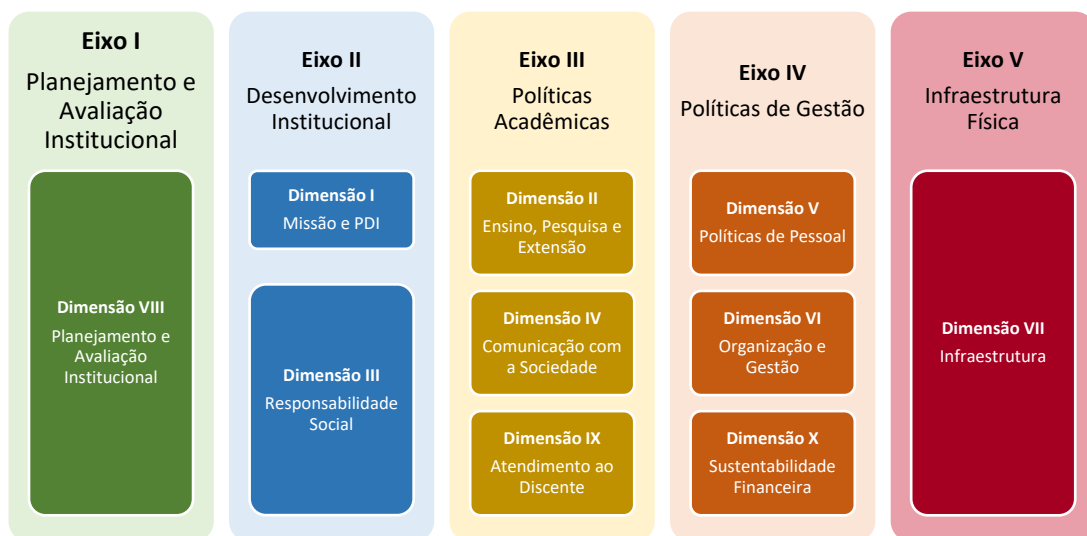 Eixo I
Planejamento e
Avaliação
Institucional
Dimensão VIII
Planejamento e
Avaliação
Institucional
Eixo II
Desenvolvimento
Institucional
Dimensão I
Missão e PDI
Dimensão III
Responsabilidade
Social
Eixo III
Políticas
Acadêmicas
Dimensão II
Ensino, Pesquisa e
Extensão
Dimensão IV
Comunicação com
a Sociedade
Dimensão IX
Atendimento ao
Discente
Eixo IV
Políticas de Gestão
Dimensão V
Políticas de Pessoal
Dimensão VI
Organização e
Gestão
Dimensão X
Sustentabilidade
Financeira
Eixo V
Infraestrutura
Física
Dimensão VII
Infraestrutura